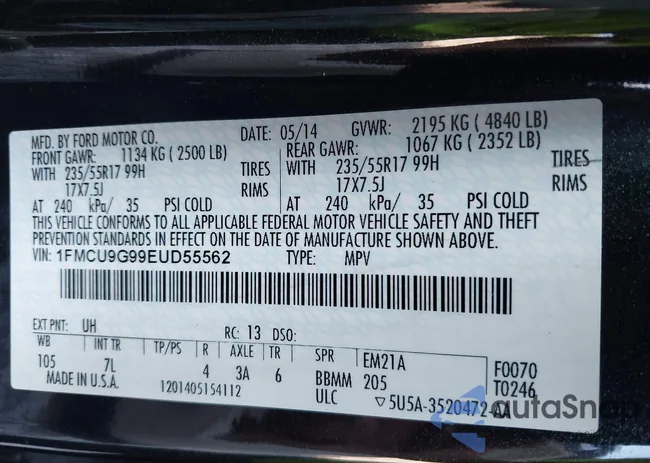 MFD. BY FORD MOTOR CO.
DATE: 05/14 GVWR: 2195 KG ( 4840 LB)
FRONT GAWR: 1134 KG ( 2500 LB)
REAR GAWR: 1067 KG ( 2352 LB)
WITH 235/55R17 99H TIRES
WITH 235/55R17 99H TIRES
17X7.5J RIMS
17X7.5J RIMS
AT 240 kPa/ 35 PSI COLD
AT 240 kPa/ 35 PSI COLD
THIS VEHICLE CONFORMS TO ALL APPLICABLE FEDERAL MOTOR VEHICLE SAFETY AND THEFT
PREVENTION STANDARDS IN EFFECT ON THE DATE OF MANUFACTURE SHOWN ABOVE.
VIN: 1FMCU9G99EUD55562 TYPE: MPV
EXT PNT: UH RC: 13 DSO:
WB INT TR TP/PS R AXLE TR SPR EM21A F0070
105 7L 4 3A 6 BBMM 205 T0246
MADE IN U.S.A. 1201405154112 ULC ▽5U5A-3520472-AA
autoSnap